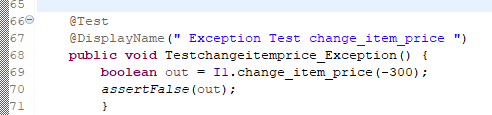 65
66 @Test
67 @DisplayName(" Exception Test change_item_price ")
68 public void Testchangeitemprice_Exception() {
69 boolean out = I1.change_item_price(-300);
70 assertFalse(out);
71 }